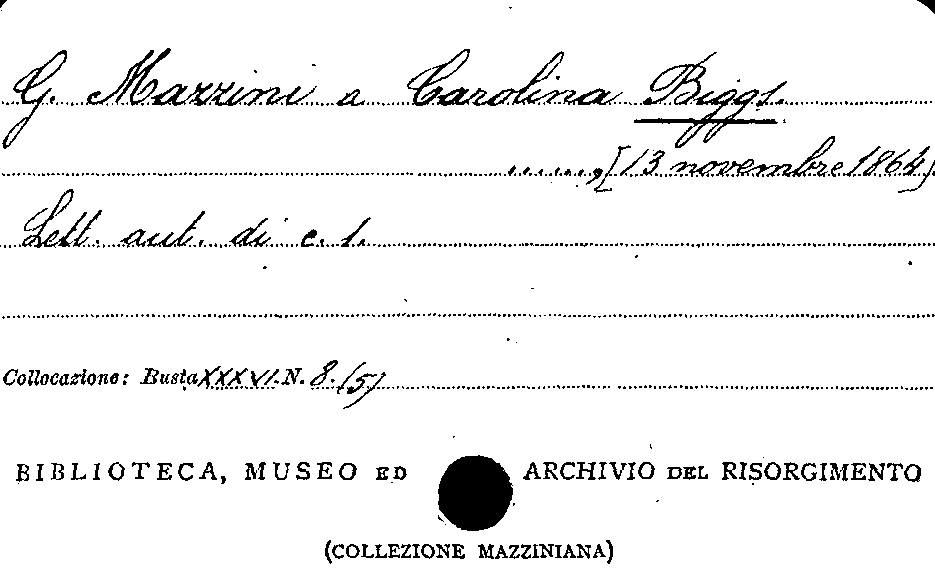 G. Mazzini a Carolina Biggs.
......, [13 novembre 1864].
Lett. aut. di c. 1.
Collocazione: Busta XXXVI. N. 8. (5)
BIBLIOTECA, MUSEO ED ARCHIVIO DEL RISORGIMENTO
(COLLEZIONE MAZZINIANA)